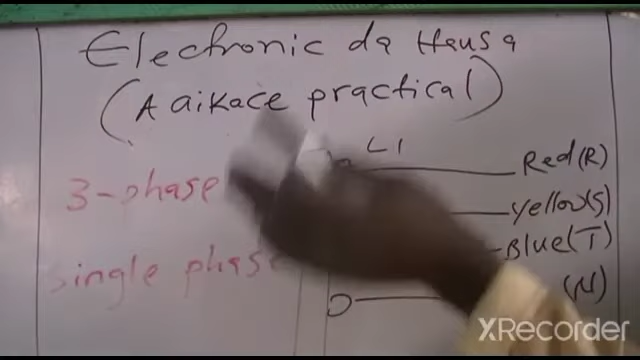 Electronic da Hausa
(A aikace practical)
L1
Red(R)
3-phase
Yellow(S)
Blue(T)
single phase
(N)
XRecorder